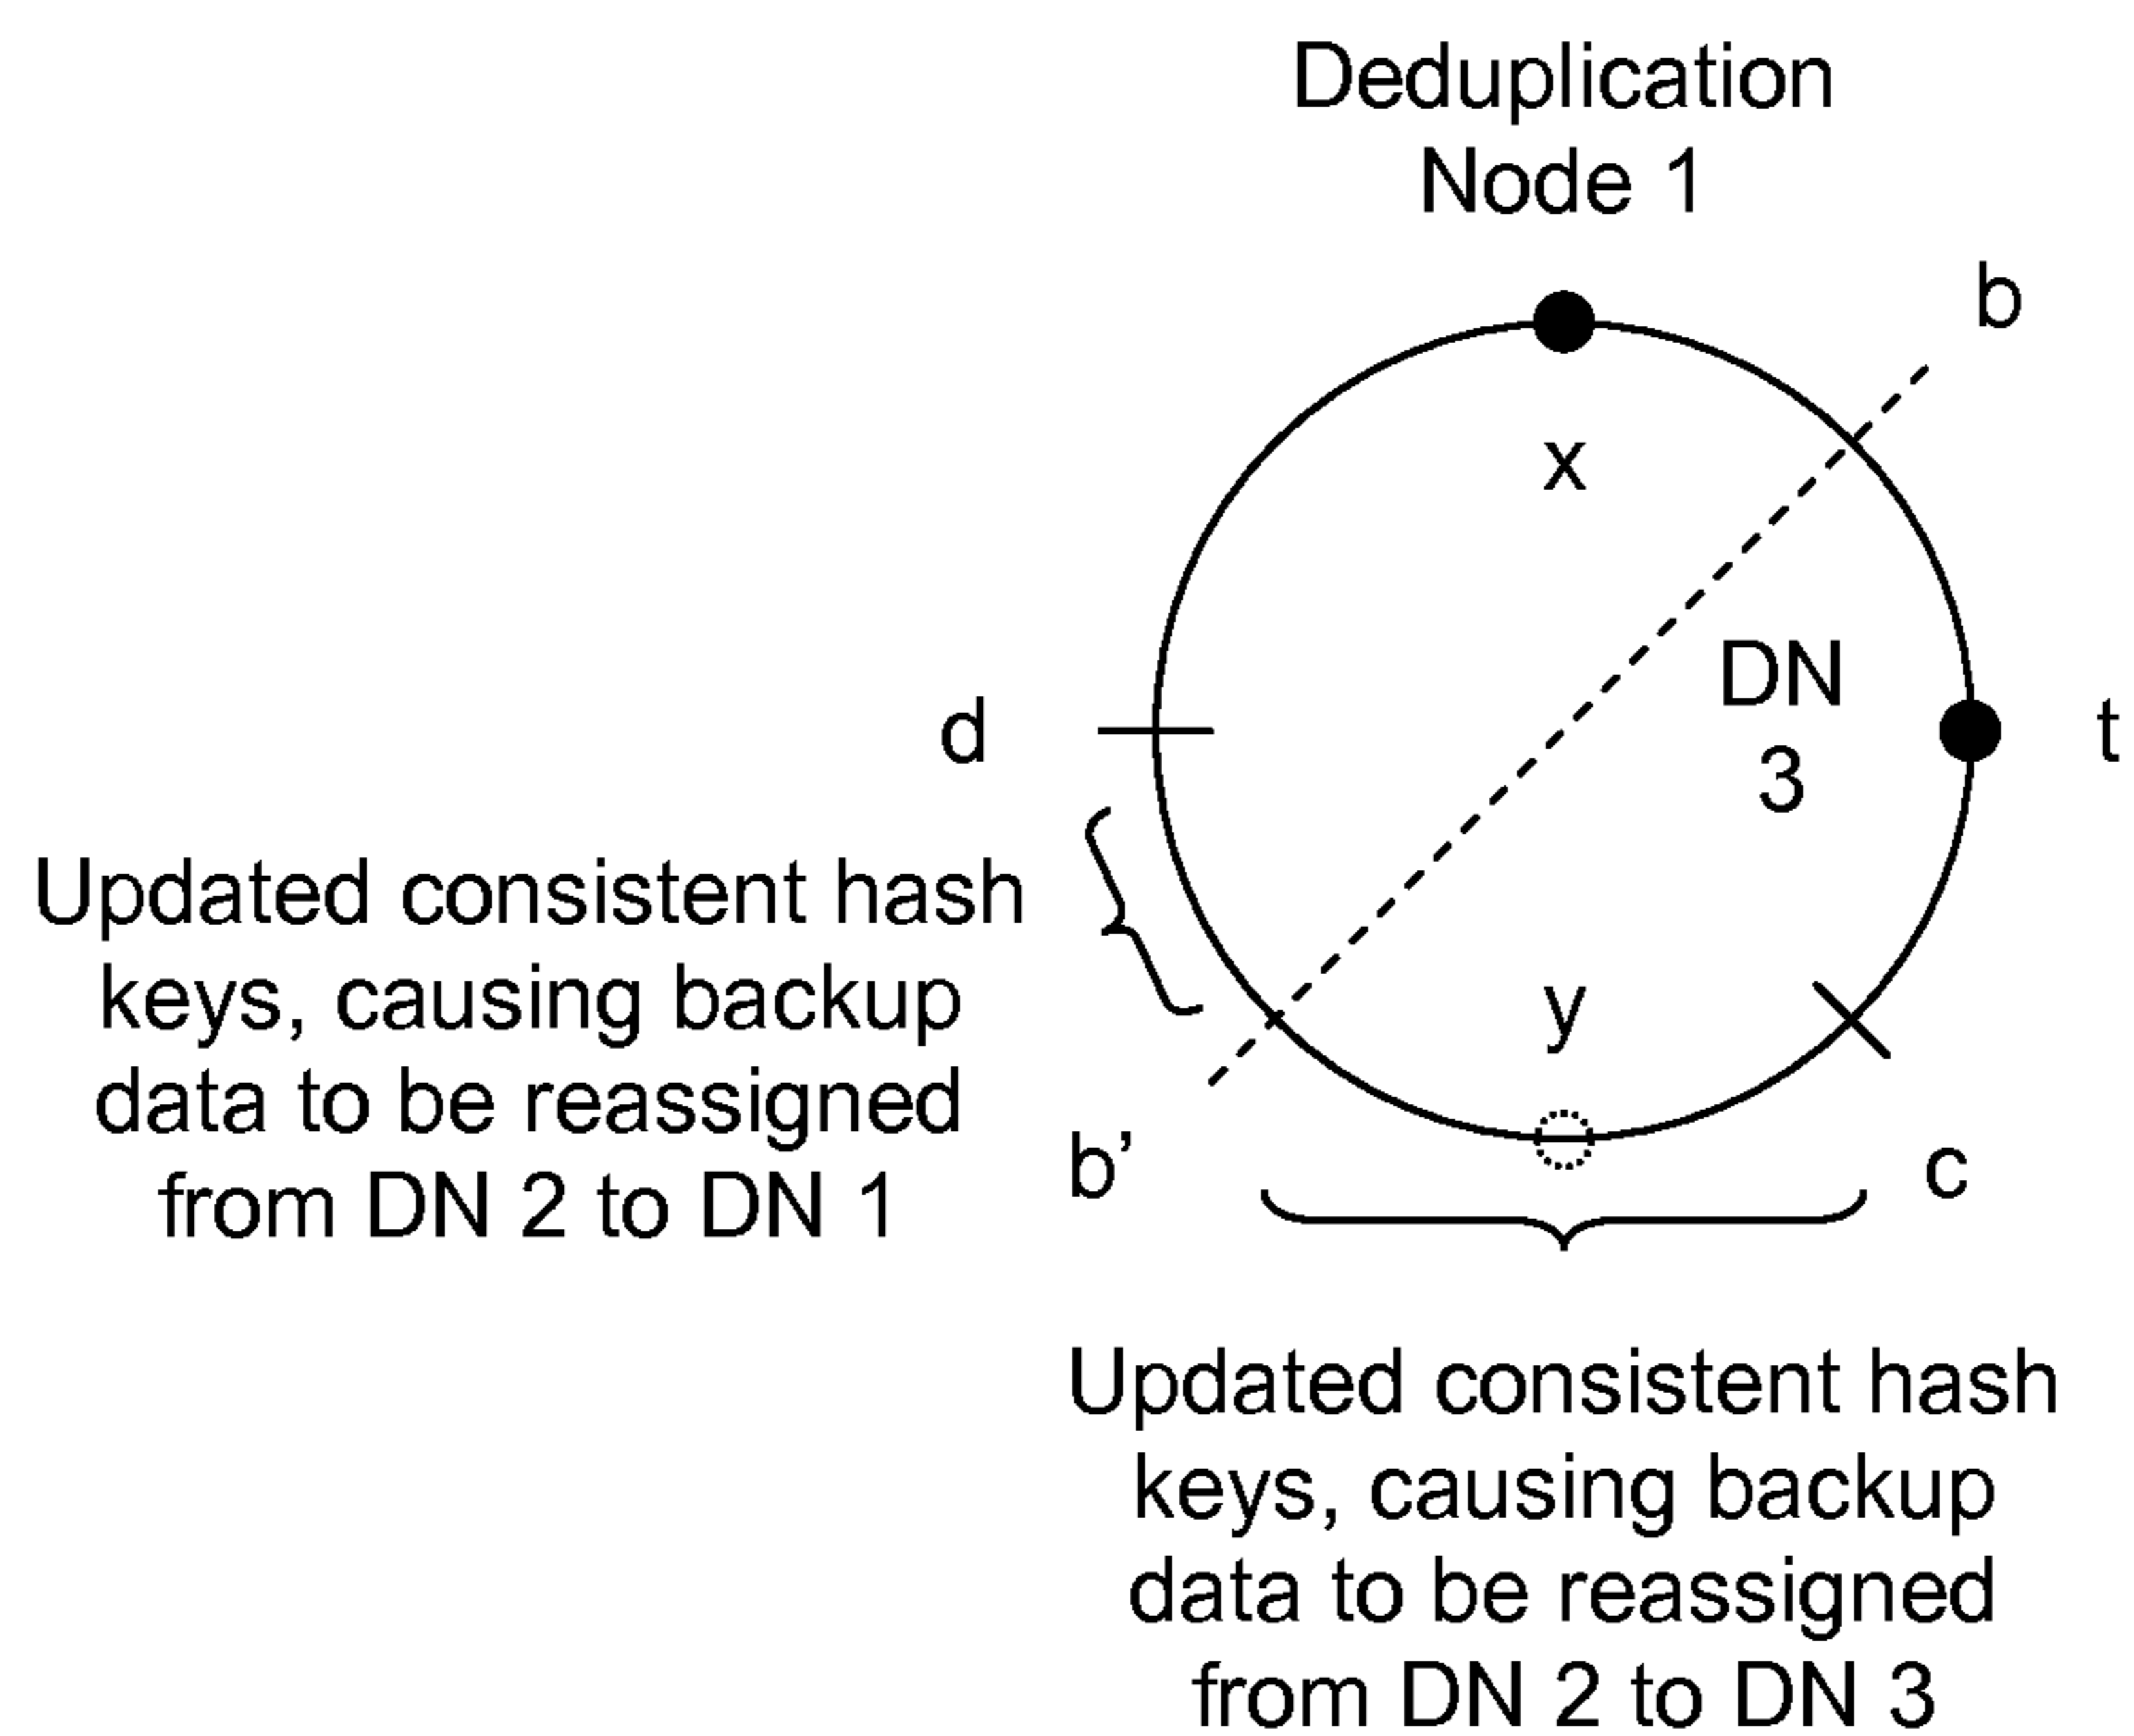 Deduplication
Node 1
b
x
DN
3
d
t
Updated consistent hash
keys, causing backup
data to be reassigned
from DN 2 to DN 1
y
b’
c
Updated consistent hash
keys, causing backup
data to be reassigned
from DN 2 to DN 3